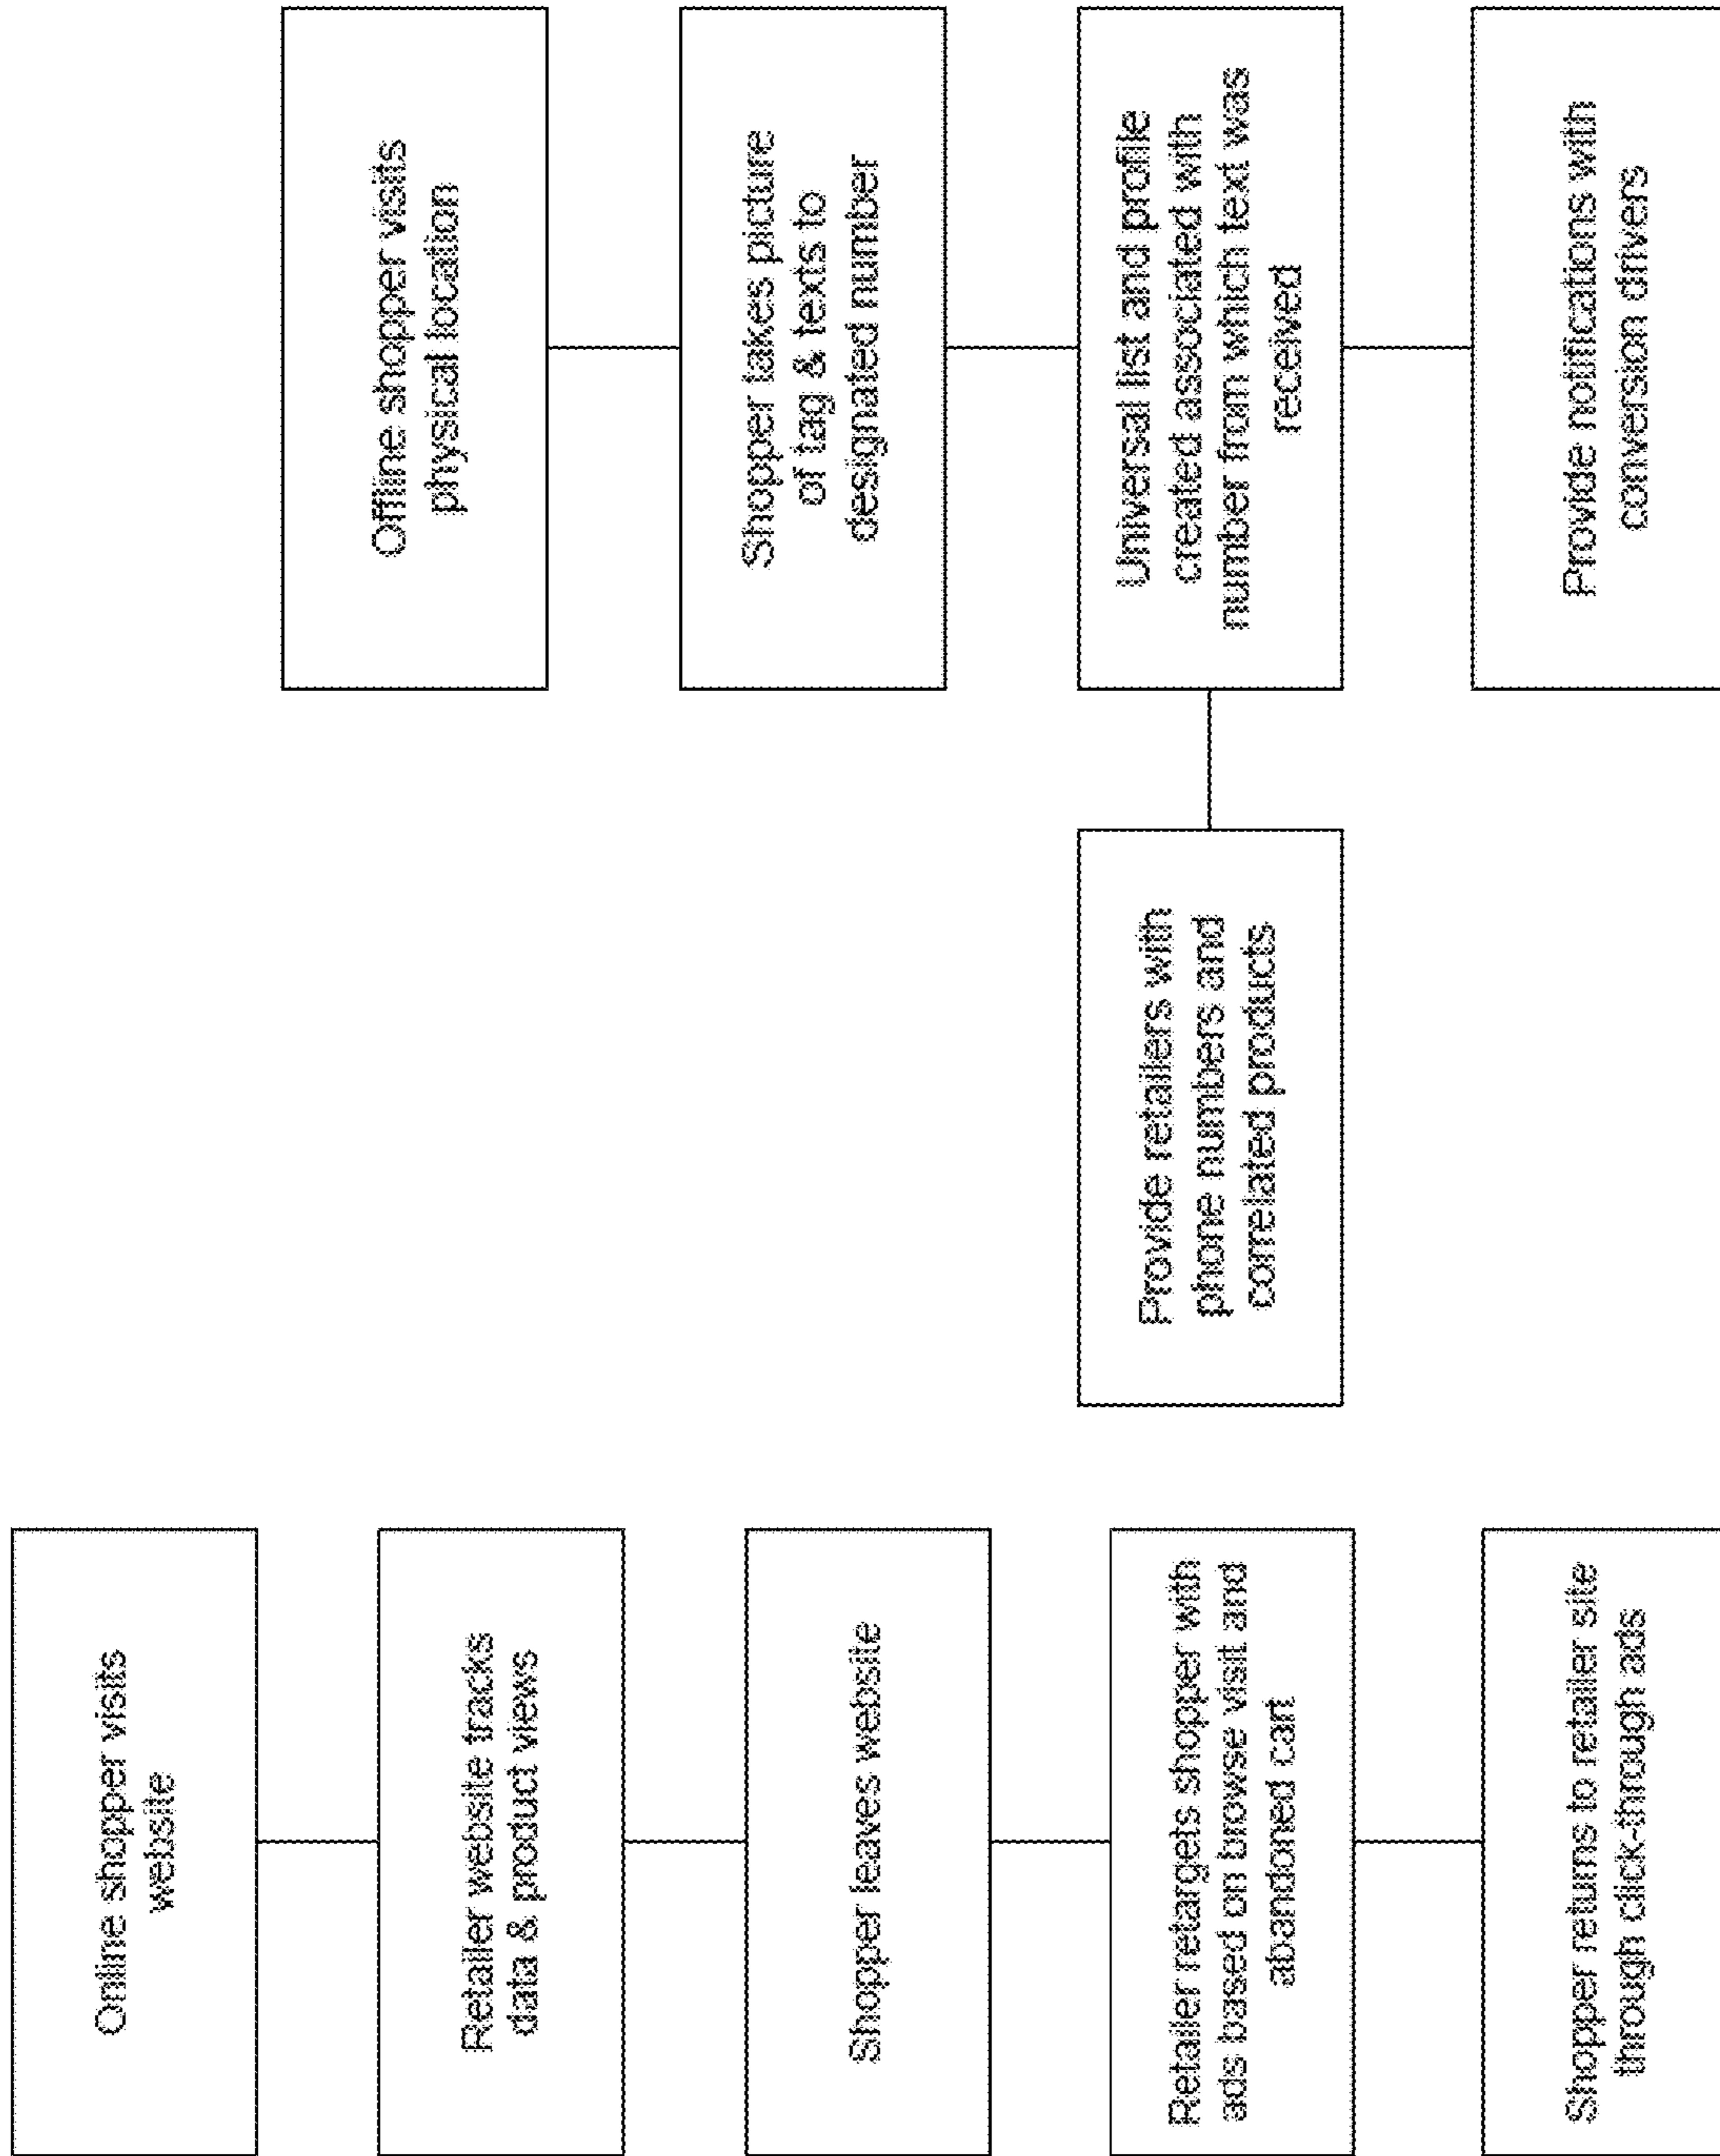 Online shopper visits
website
Retailer website tracks
data & product views
Shopper leaves website
Retailer retargets shopper with
ads based on browse visit and
abandoned cart
Shopper returns to retailer site
through click-through ads
Offline shopper visits
physical location
Shopper takes picture
of tag & texts to
designated number
Provide retailers with
phone numbers and
correlated products
Universal list and profile
created associated with
number from which text was
received
Provide notifications with
conversion drivers